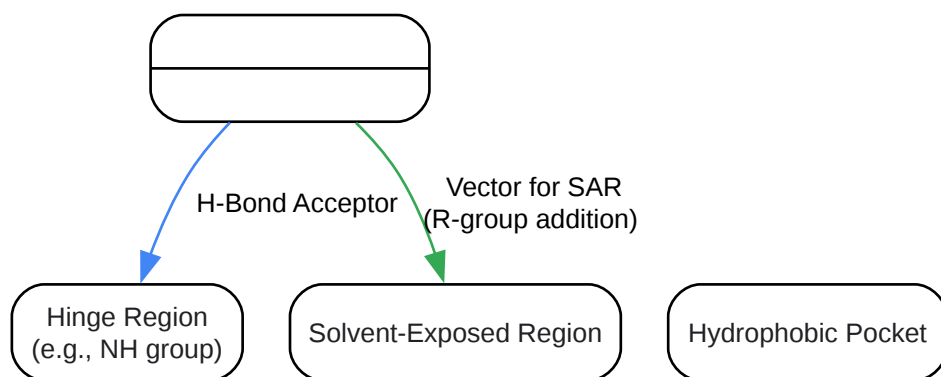 H-Bond Acceptor
Vector for SAR
(R-group addition)
Hinge Region
(e.g., NH group)
Solvent-Exposed Region
Hydrophobic Pocket